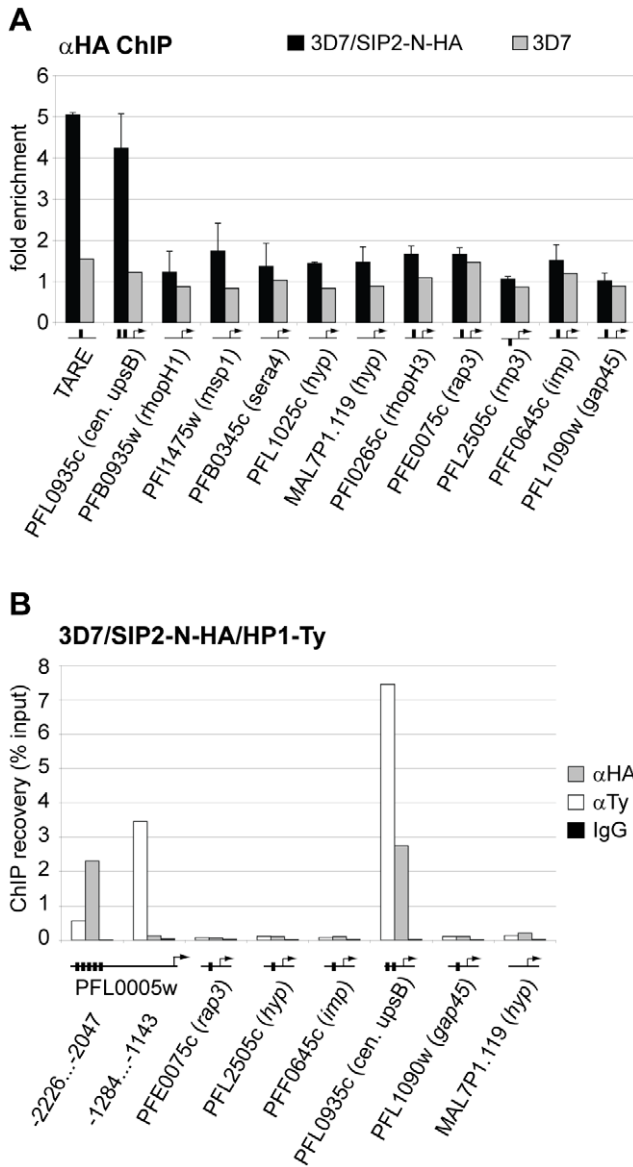 A
αHA ChIP
3D7/SIP2-N-HA
3D7
fold enrichment
6
5
4
3
2
1
0
TARE
PFL0935c (cen. upsB)
PFB0935w (rhopH1)
PFI1475w (msp1)
PFB0345c (sera4)
PFL1025c (hyp)
MAL7P1.119 (hyp)
PFI0265c (rhopH3)
PFE0075c (rap3)
PFL2505c (rnp3)
PFF0645c (imp)
PFL1090w (gap45)
B
3D7/SIP2-N-HA/HP1-Ty
ChIP recovery (% input)
8
7
6
5
4
3
2
1
0
αHA
αTy
IgG
PFL0005w
-2226...-2047
-1284...-1143
PFE0075c (rap3)
PFL2505c (hyp)
PFF0645c (imp)
PFL0935c (cen. upsB)
PFL1090w (gap45)
MAL7P1.119 (hyp)